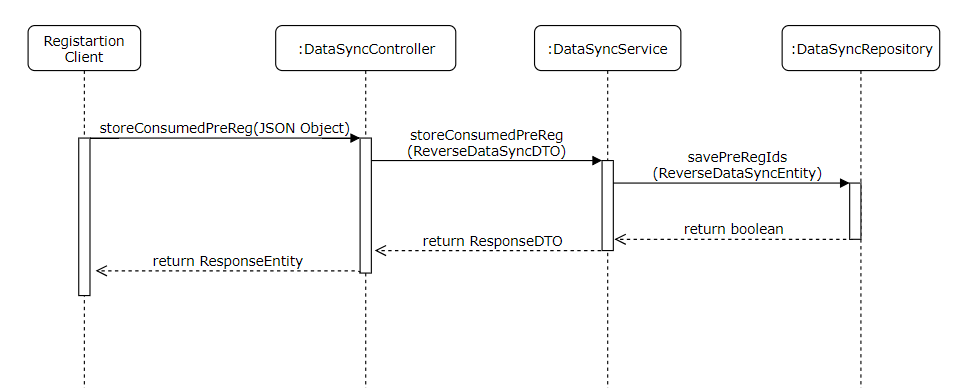 Registartion
Client
:DataSyncController
:DataSyncService
:DataSyncRepository
storeConsumedPreReg(JSON Object)
storeConsumedPreReg
(ReverseDataSyncDTO)
savePreRegIds
(ReverseDataSyncEntity)
return boolean
return ResponseDTO
return ResponseEntity